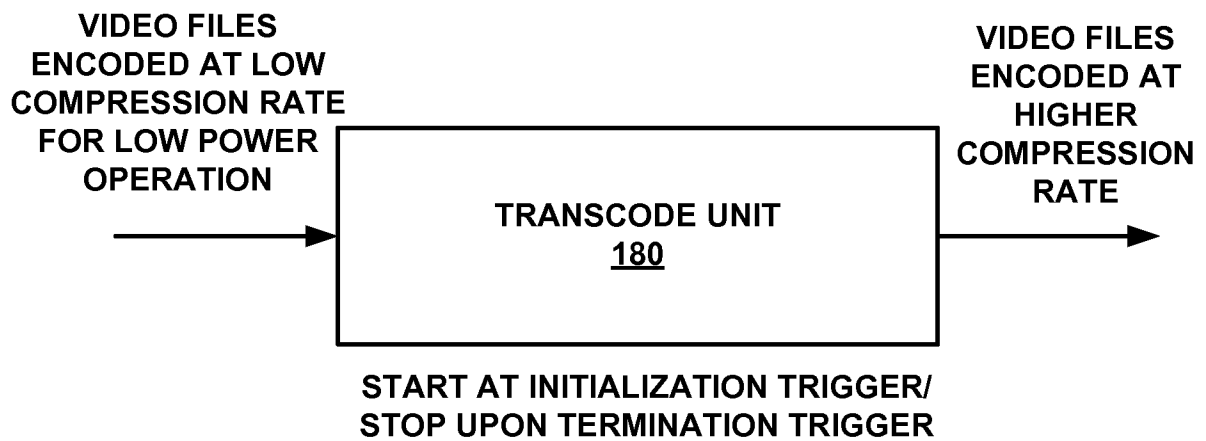 VIDEO FILES
ENCODED AT LOW
COMPRESSION RATE
FOR LOW POWER
OPERATION
TRANSCODE UNIT
180
VIDEO FILES
ENCODED AT
HIGHER
COMPRESSION
RATE
START AT INITIALIZATION TRIGGER/
STOP UPON TERMINATION TRIGGER